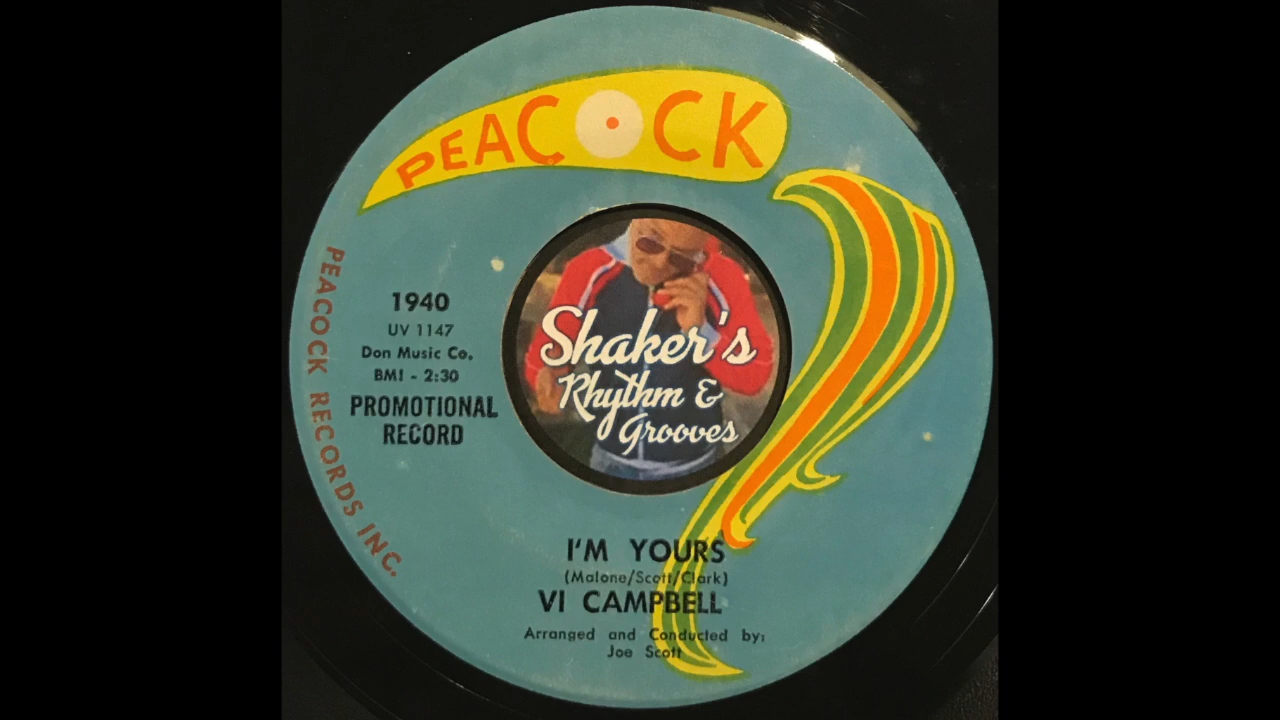 PEACOCK
PEACOCK RECORDS INC.
1940
UV 1147
Don Music Co.
BMI - 2:30
PROMOTIONAL
RECORD
Shaker's
Rhythm &
Grooves
I'M YOURS
(Malone/Scott/Clark)
VI CAMPBELL
Arranged and Conducted by:
Joe Scott